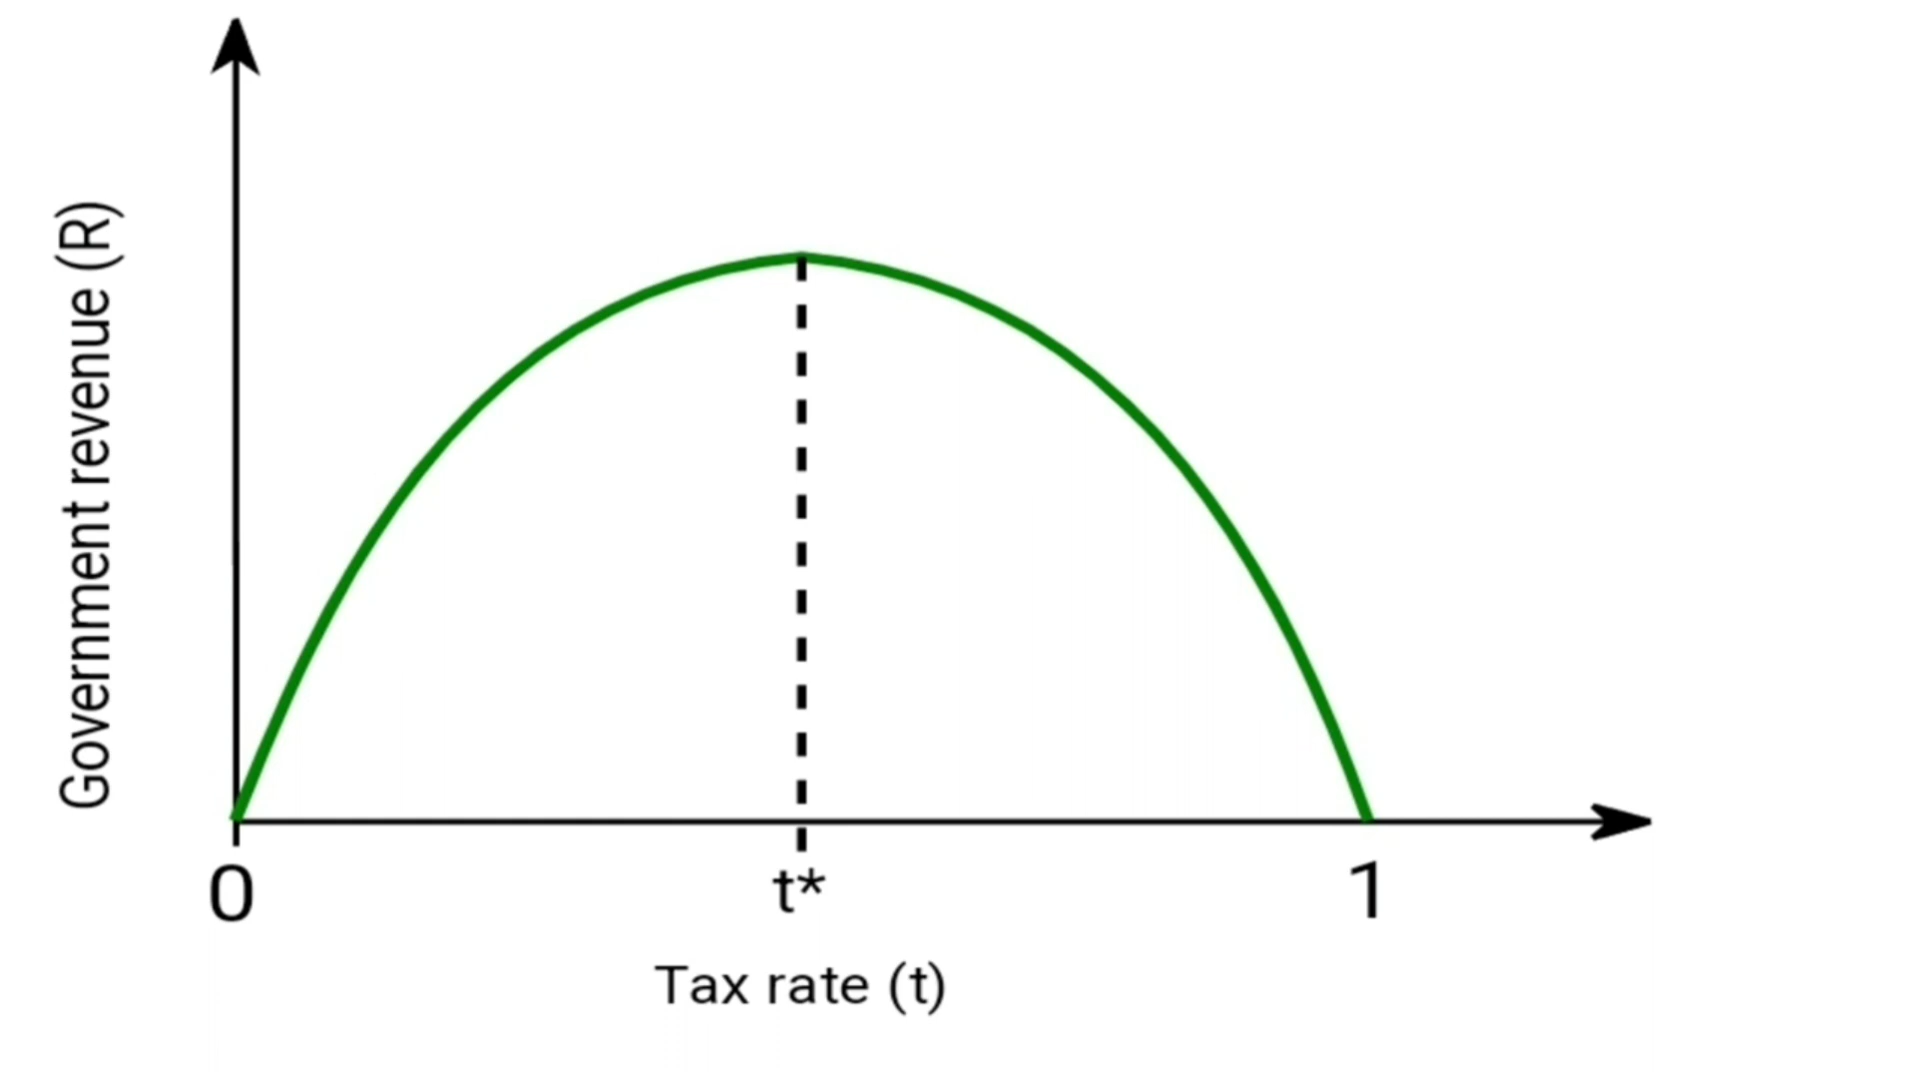 Government revenue (R)
0
t*
1
Tax rate (t)